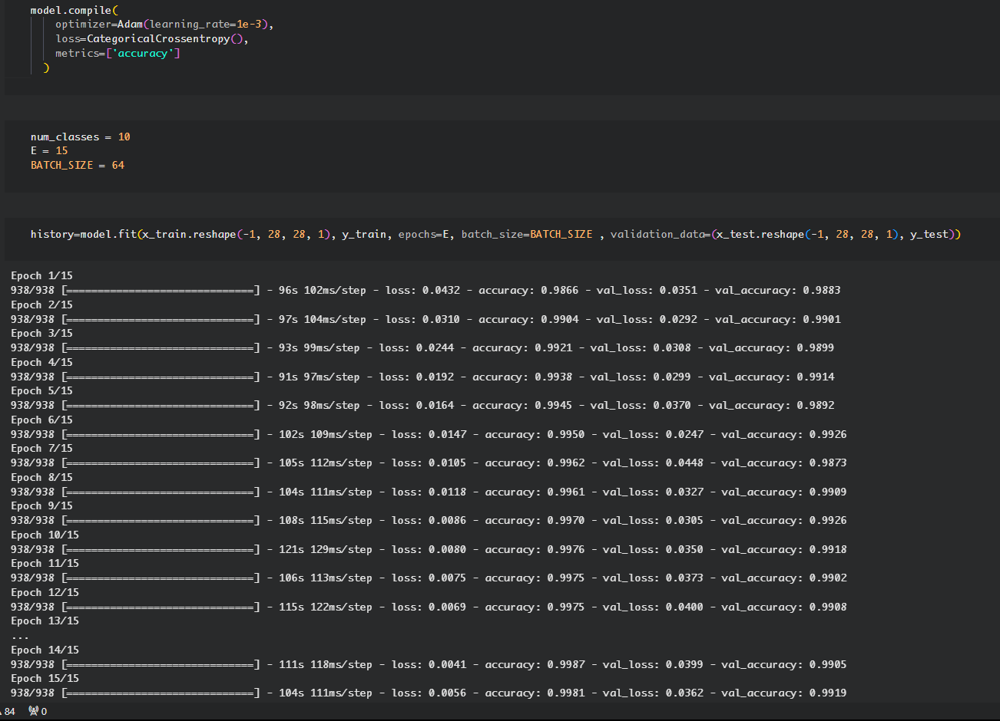 model.compile(
optimizer=Adam(learning_rate=1e-3),
loss=CategoricalCrossentropy(),
metrics=['accuracy']
)
num_classes = 10
E = 15
BATCH_SIZE = 64
history=model.fit(x_train.reshape(-1, 28, 28, 1), y_train, epochs=E, batch_size=BATCH_SIZE , validation_data=(x_test.reshape(-1, 28, 28, 1), y_test))
Epoch 1/15
938/938 [==============================] - 96s 102ms/step - loss: 0.0432 - accuracy: 0.9866 - val_loss: 0.0351 - val_accuracy: 0.9883
Epoch 2/15
938/938 [==============================] - 97s 104ms/step - loss: 0.0310 - accuracy: 0.9904 - val_loss: 0.0292 - val_accuracy: 0.9901
Epoch 3/15
938/938 [==============================] - 93s 99ms/step - loss: 0.0244 - accuracy: 0.9921 - val_loss: 0.0308 - val_accuracy: 0.9899
Epoch 4/15
938/938 [==============================] - 91s 97ms/step - loss: 0.0192 - accuracy: 0.9938 - val_loss: 0.0299 - val_accuracy: 0.9914
Epoch 5/15
938/938 [==============================] - 92s 98ms/step - loss: 0.0164 - accuracy: 0.9945 - val_loss: 0.0370 - val_accuracy: 0.9892
Epoch 6/15
938/938 [==============================] - 102s 109ms/step - loss: 0.0147 - accuracy: 0.9950 - val_loss: 0.0247 - val_accuracy: 0.9926
Epoch 7/15
938/938 [==============================] - 105s 112ms/step - loss: 0.0105 - accuracy: 0.9962 - val_loss: 0.0448 - val_accuracy: 0.9873
Epoch 8/15
938/938 [==============================] - 104s 111ms/step - loss: 0.0118 - accuracy: 0.9961 - val_loss: 0.0327 - val_accuracy: 0.9909
Epoch 9/15
938/938 [==============================] - 108s 115ms/step - loss: 0.0086 - accuracy: 0.9970 - val_loss: 0.0305 - val_accuracy: 0.9926
Epoch 10/15
938/938 [==============================] - 121s 129ms/step - loss: 0.0080 - accuracy: 0.9976 - val_loss: 0.0350 - val_accuracy: 0.9918
Epoch 11/15
938/938 [==============================] - 106s 113ms/step - loss: 0.0075 - accuracy: 0.9975 - val_loss: 0.0373 - val_accuracy: 0.9902
Epoch 12/15
938/938 [==============================] - 115s 122ms/step - loss: 0.0069 - accuracy: 0.9975 - val_loss: 0.0400 - val_accuracy: 0.9908
Epoch 13/15
...
Epoch 14/15
938/938 [==============================] - 111s 118ms/step - loss: 0.0041 - accuracy: 0.9987 - val_loss: 0.0399 - val_accuracy: 0.9905
Epoch 15/15
938/938 [==============================] - 104s 111ms/step - loss: 0.0056 - accuracy: 0.9981 - val_loss: 0.0362 - val_accuracy: 0.9919
84 0